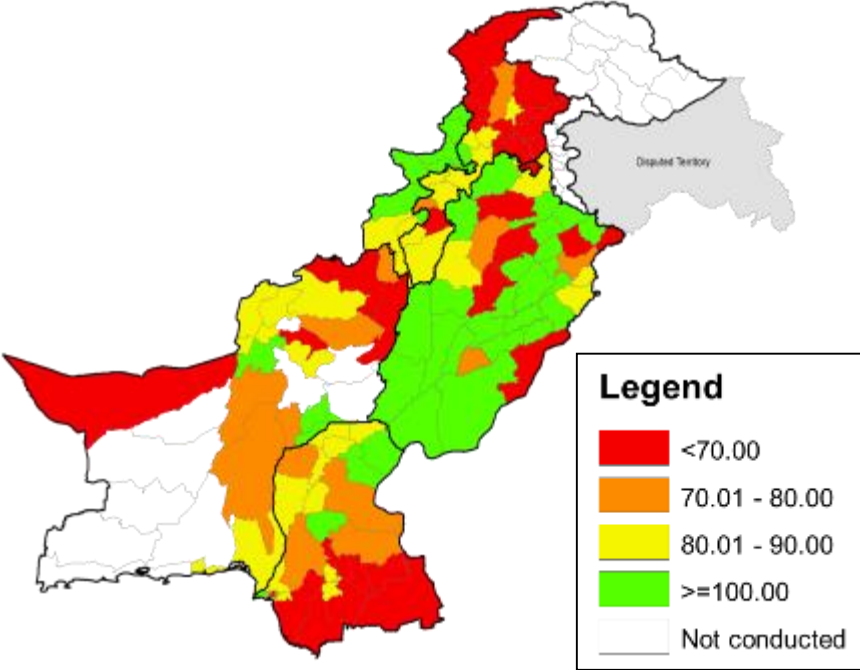 Disputed Territory
Legend
<70.00
70.01 - 80.00
80.01 - 90.00
>=100.00
Not conducted